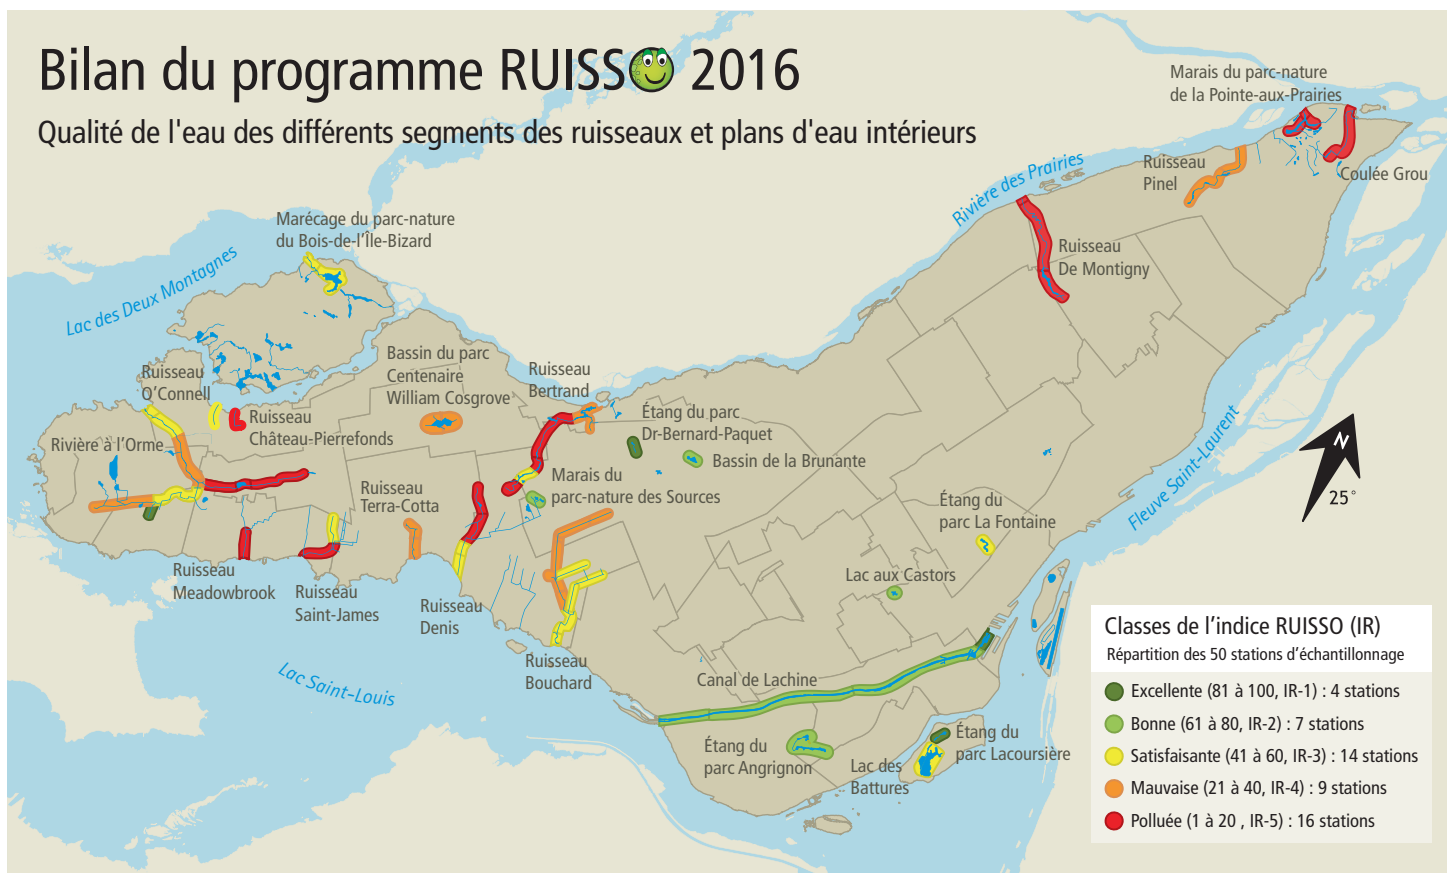 Bilan du programme RUISSO 2016
Qualité de l'eau des différents segments des ruisseaux et plans d'eau intérieurs
Marais du parc-nature
de la Pointe-aux-Prairies
Coulée Grou
Ruisseau
Pinel
Rivière des Prairies
Ruisseau
De Montigny
Marécage du parc-nature
du Bois-de-l'Île-Bizard
Lac des Deux Montagnes
Ruisseau
O'Connell
Ruisseau
Château-Pierrefonds
Bassin du parc
Centenaire
William Cosgrove
Ruisseau
Bertrand
Étang du parc
Dr-Bernard-Paquet
Bassin de la Brunante
Rivière à l'Orme
Marais du
parc-nature des Sources
Ruisseau
Terra-Cotta
Étang du
parc La Fontaine
Fleuve Saint-Laurent
N
25°
Ruisseau
Meadowbrook
Ruisseau
Saint-James
Ruisseau
Denis
Lac aux Castors
Ruisseau
Bouchard
Lac Saint-Louis
Canal de Lachine
Étang du
parc Angrignon
Lac des
Battures
Étang du
parc Lacoursière
Classes de l'indice RUISSO (IR)
Répartition des 50 stations d'échantillonnage
Excellente (81 à 100, IR-1) : 4 stations
Bonne (61 à 80, IR-2) : 7 stations
Satisfaisante (41 à 60, IR-3) : 14 stations
Mauvaise (21 à 40, IR-4) : 9 stations
Polluée (1 à 20 , IR-5) : 16 stations